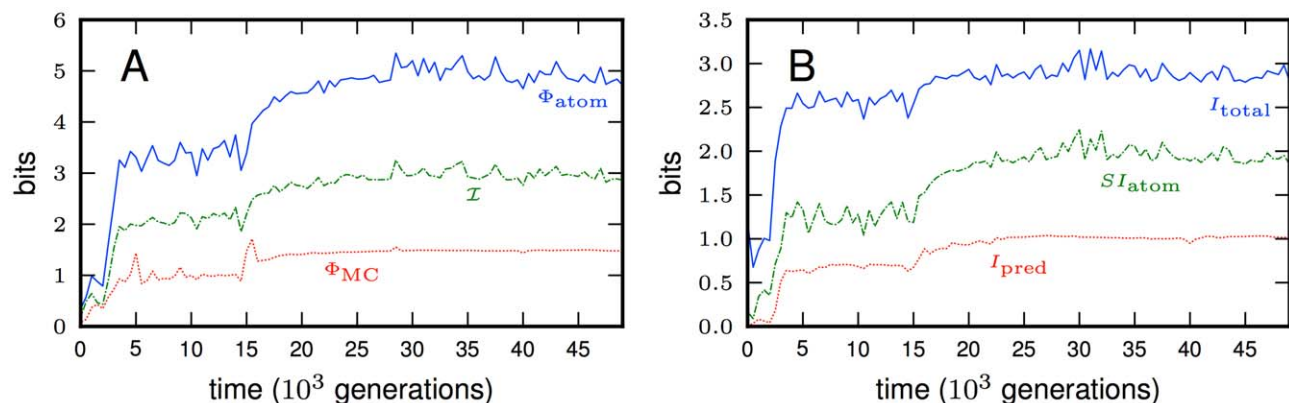 A
6
5
4
3
2
1
0
bits
Φatom
ℐ
ΦMC
0 5 10 15 20 25 30 35 40 45
time (10³ generations)
B
3.5
3.0
2.5
2.0
1.5
1.0
0.5
0.0
bits
Itotal
SIatom
Ipred
0 5 10 15 20 25 30 35 40 45
time (10³ generations)